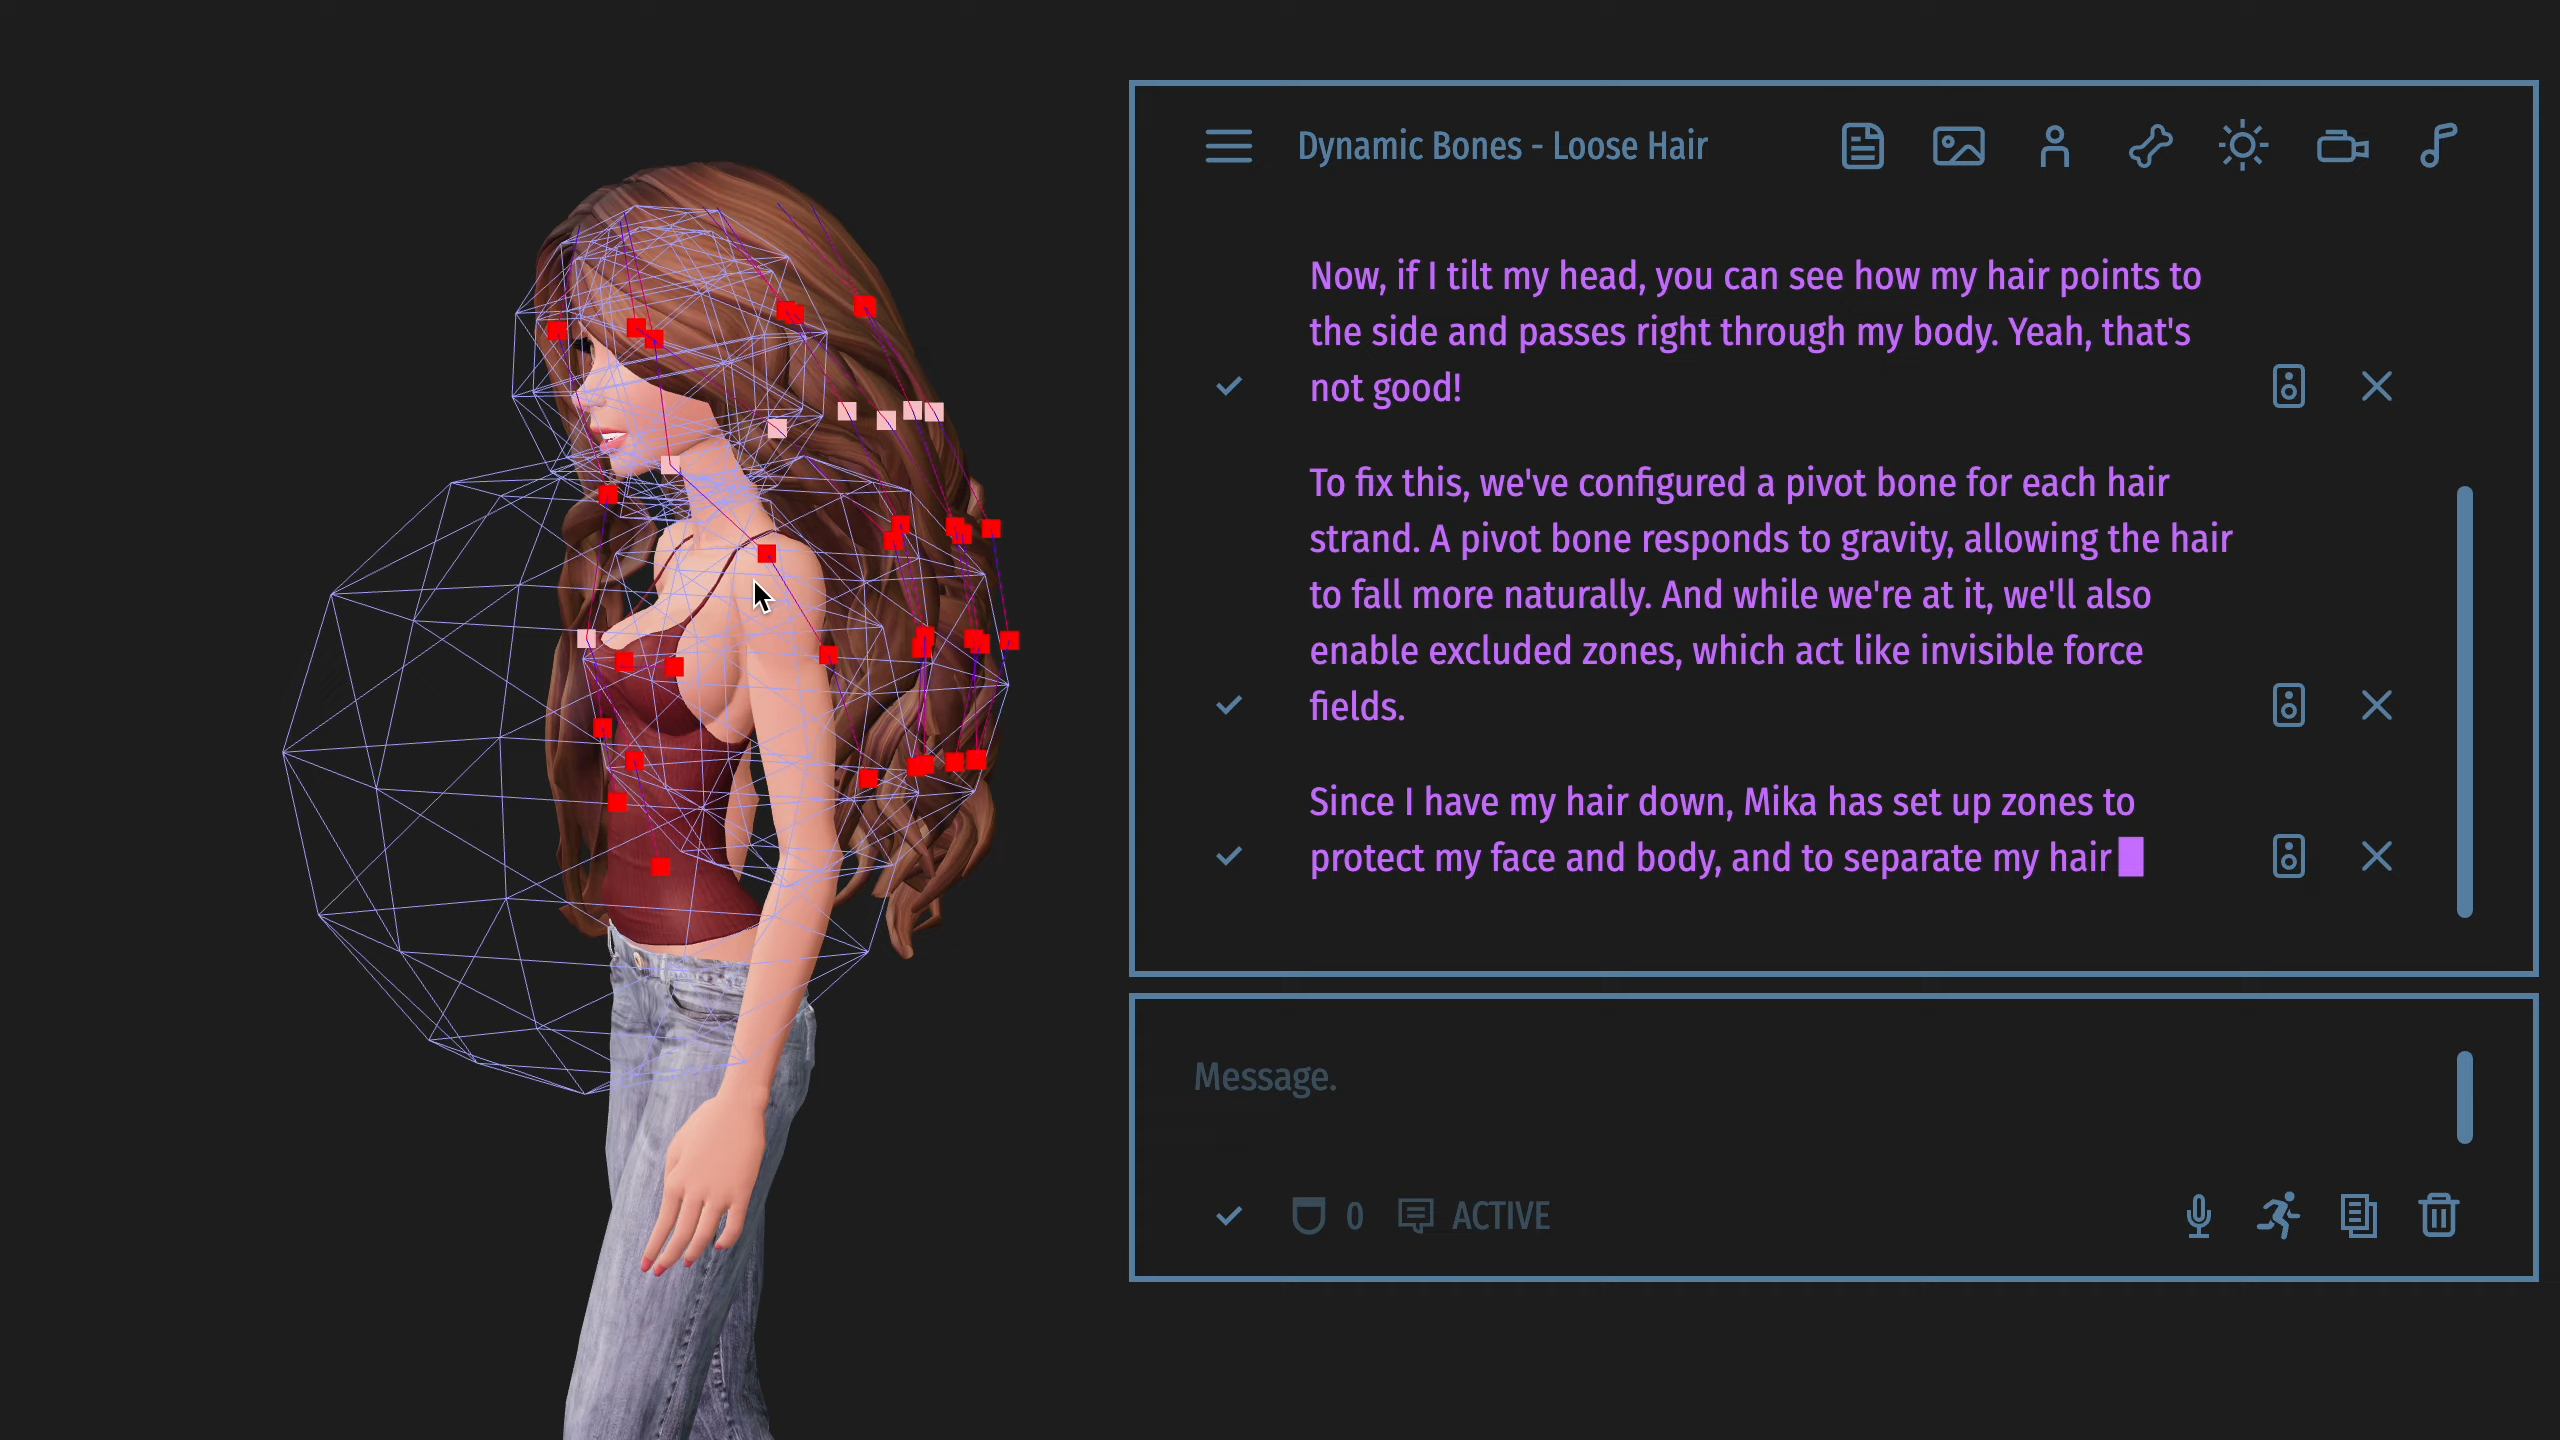 Dynamic Bones - Loose Hair
Now, if I tilt my head, you can see how my hair points to
the side and passes right through my body. Yeah, that's
not good!
To fix this, we've configured a pivot bone for each hair
strand. A pivot bone responds to gravity, allowing the hair
to fall more naturally. And while we're at it, we'll also
enable excluded zones, which act like invisible force
fields.
Since I have my hair down, Mika has set up zones to
protect my face and body, and to separate my hair
Message.
0 ACTIVE